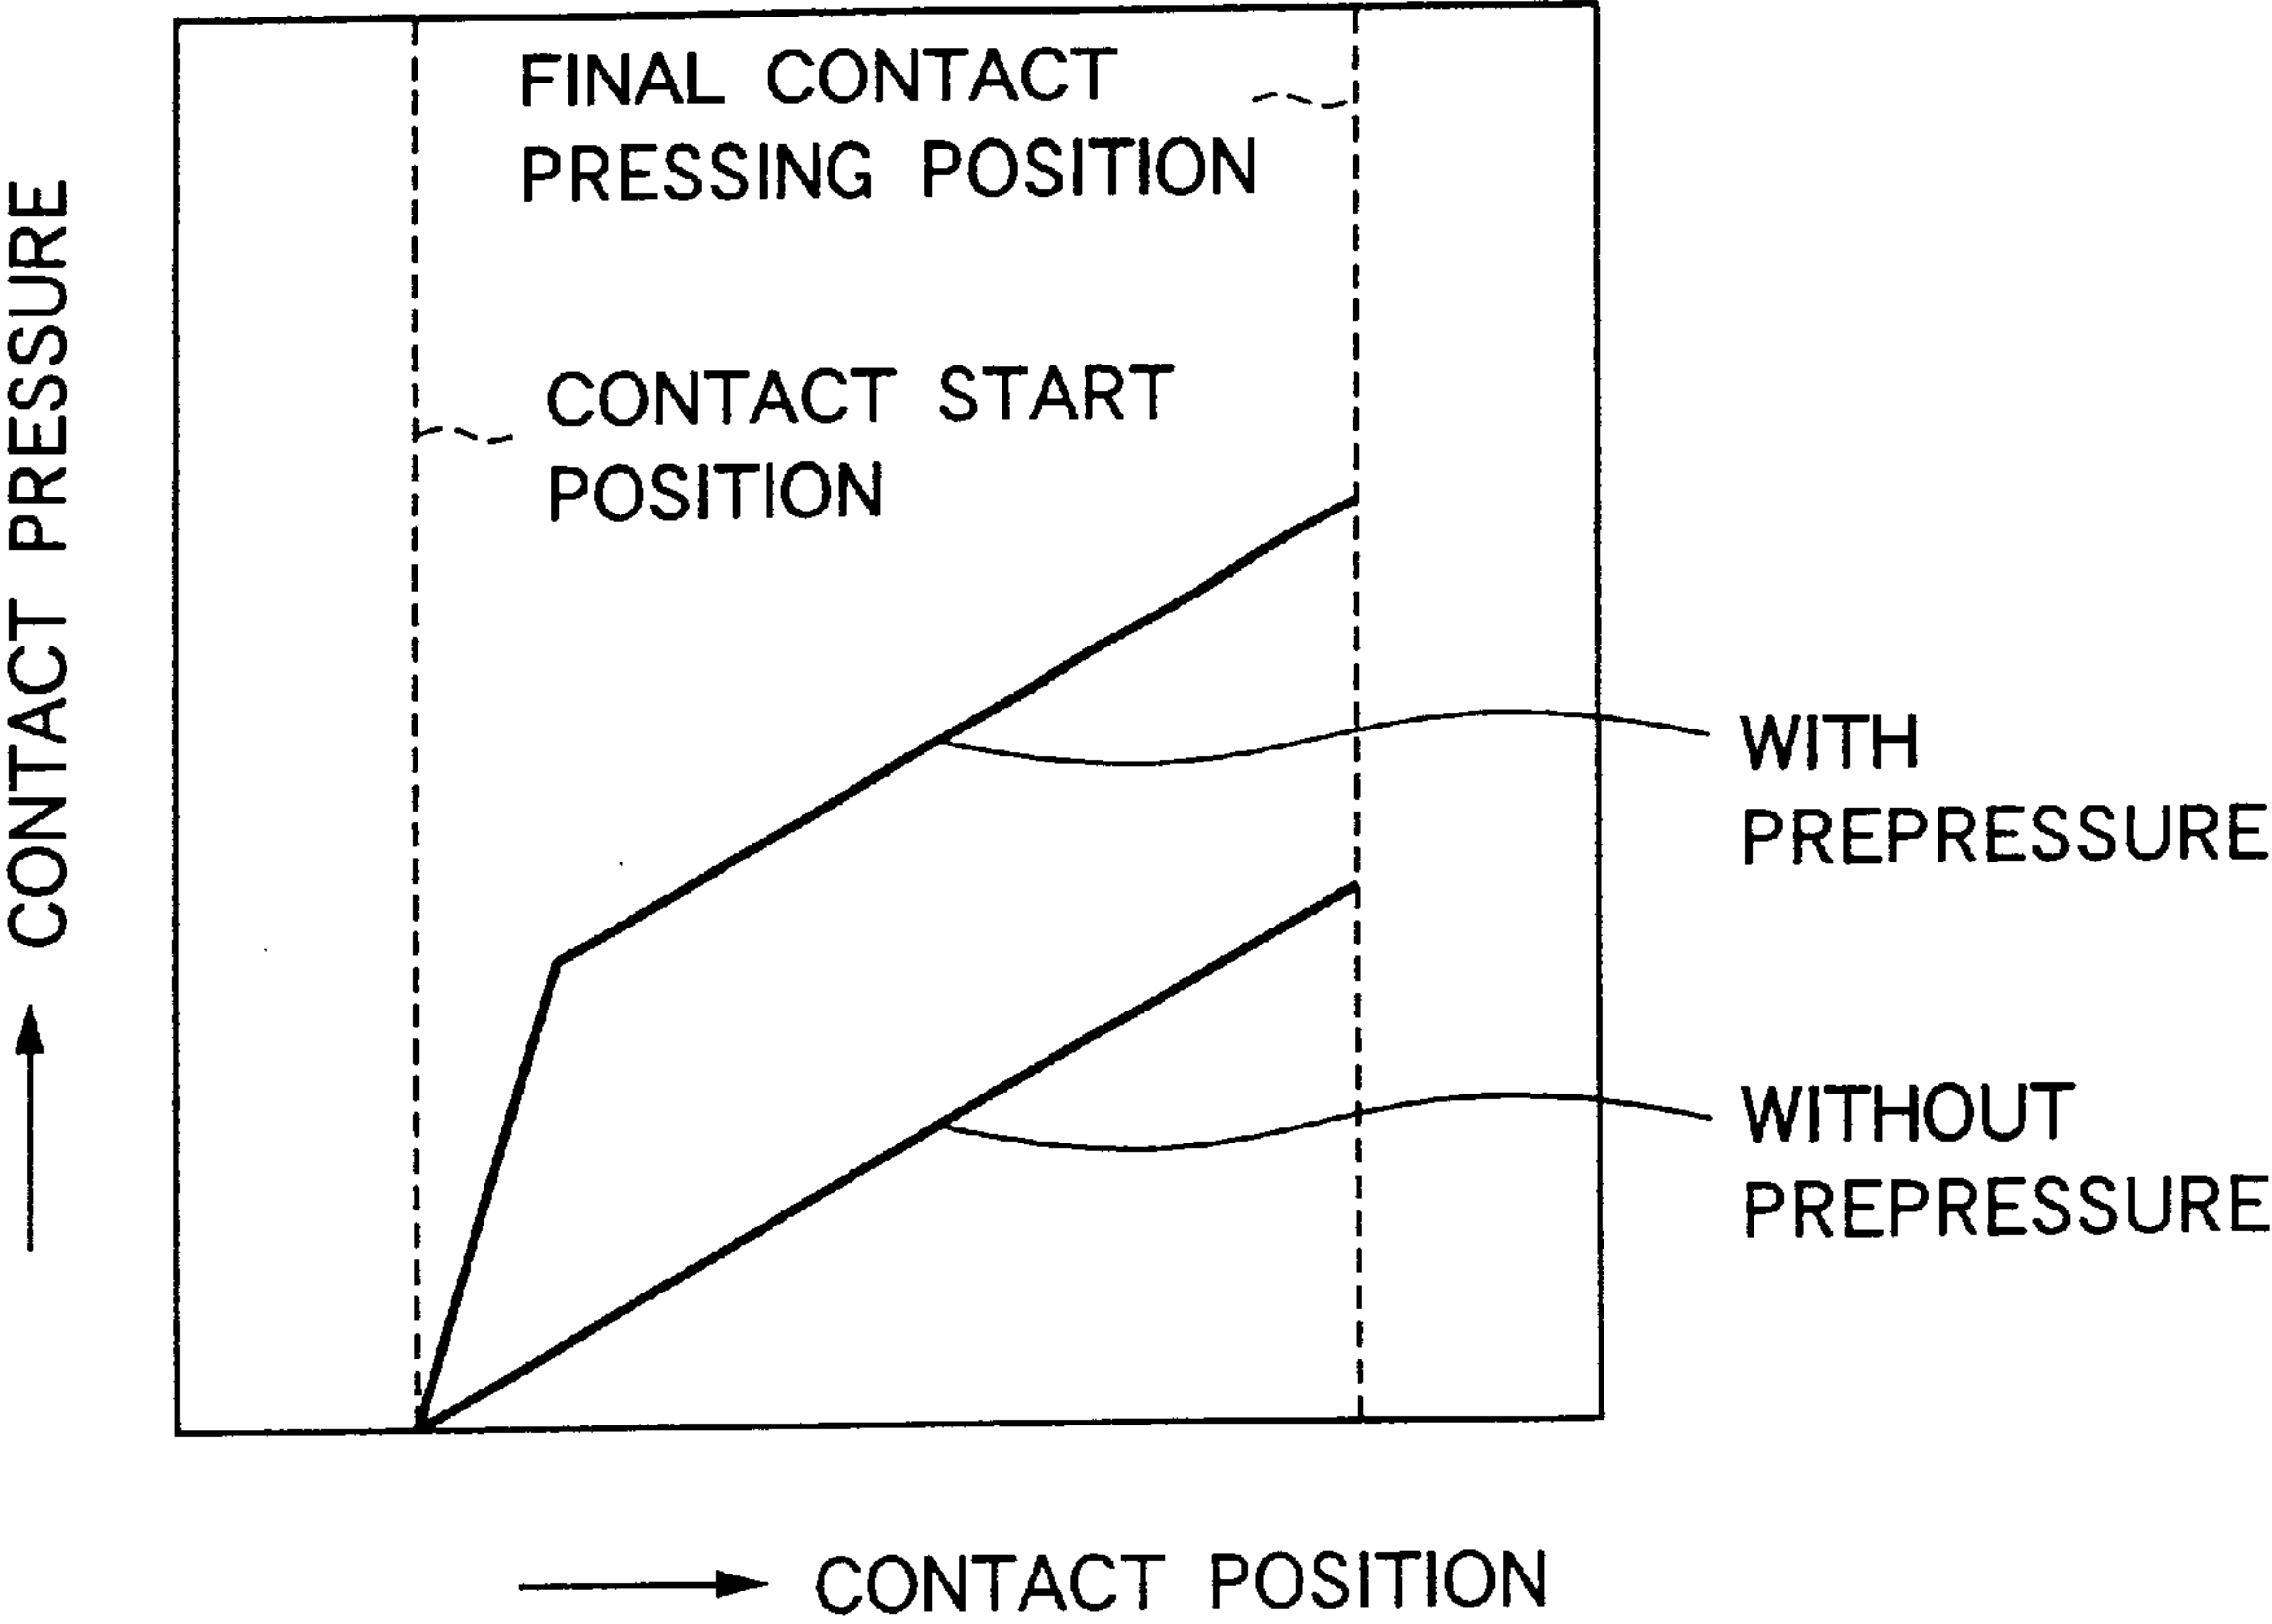 FINAL CONTACT
PRESSING POSITION
CONTACT START
POSITION
CONTACT PRESSURE
WITH
PREPRESSURE
WITHOUT
PREPRESSURE
CONTACT POSITION